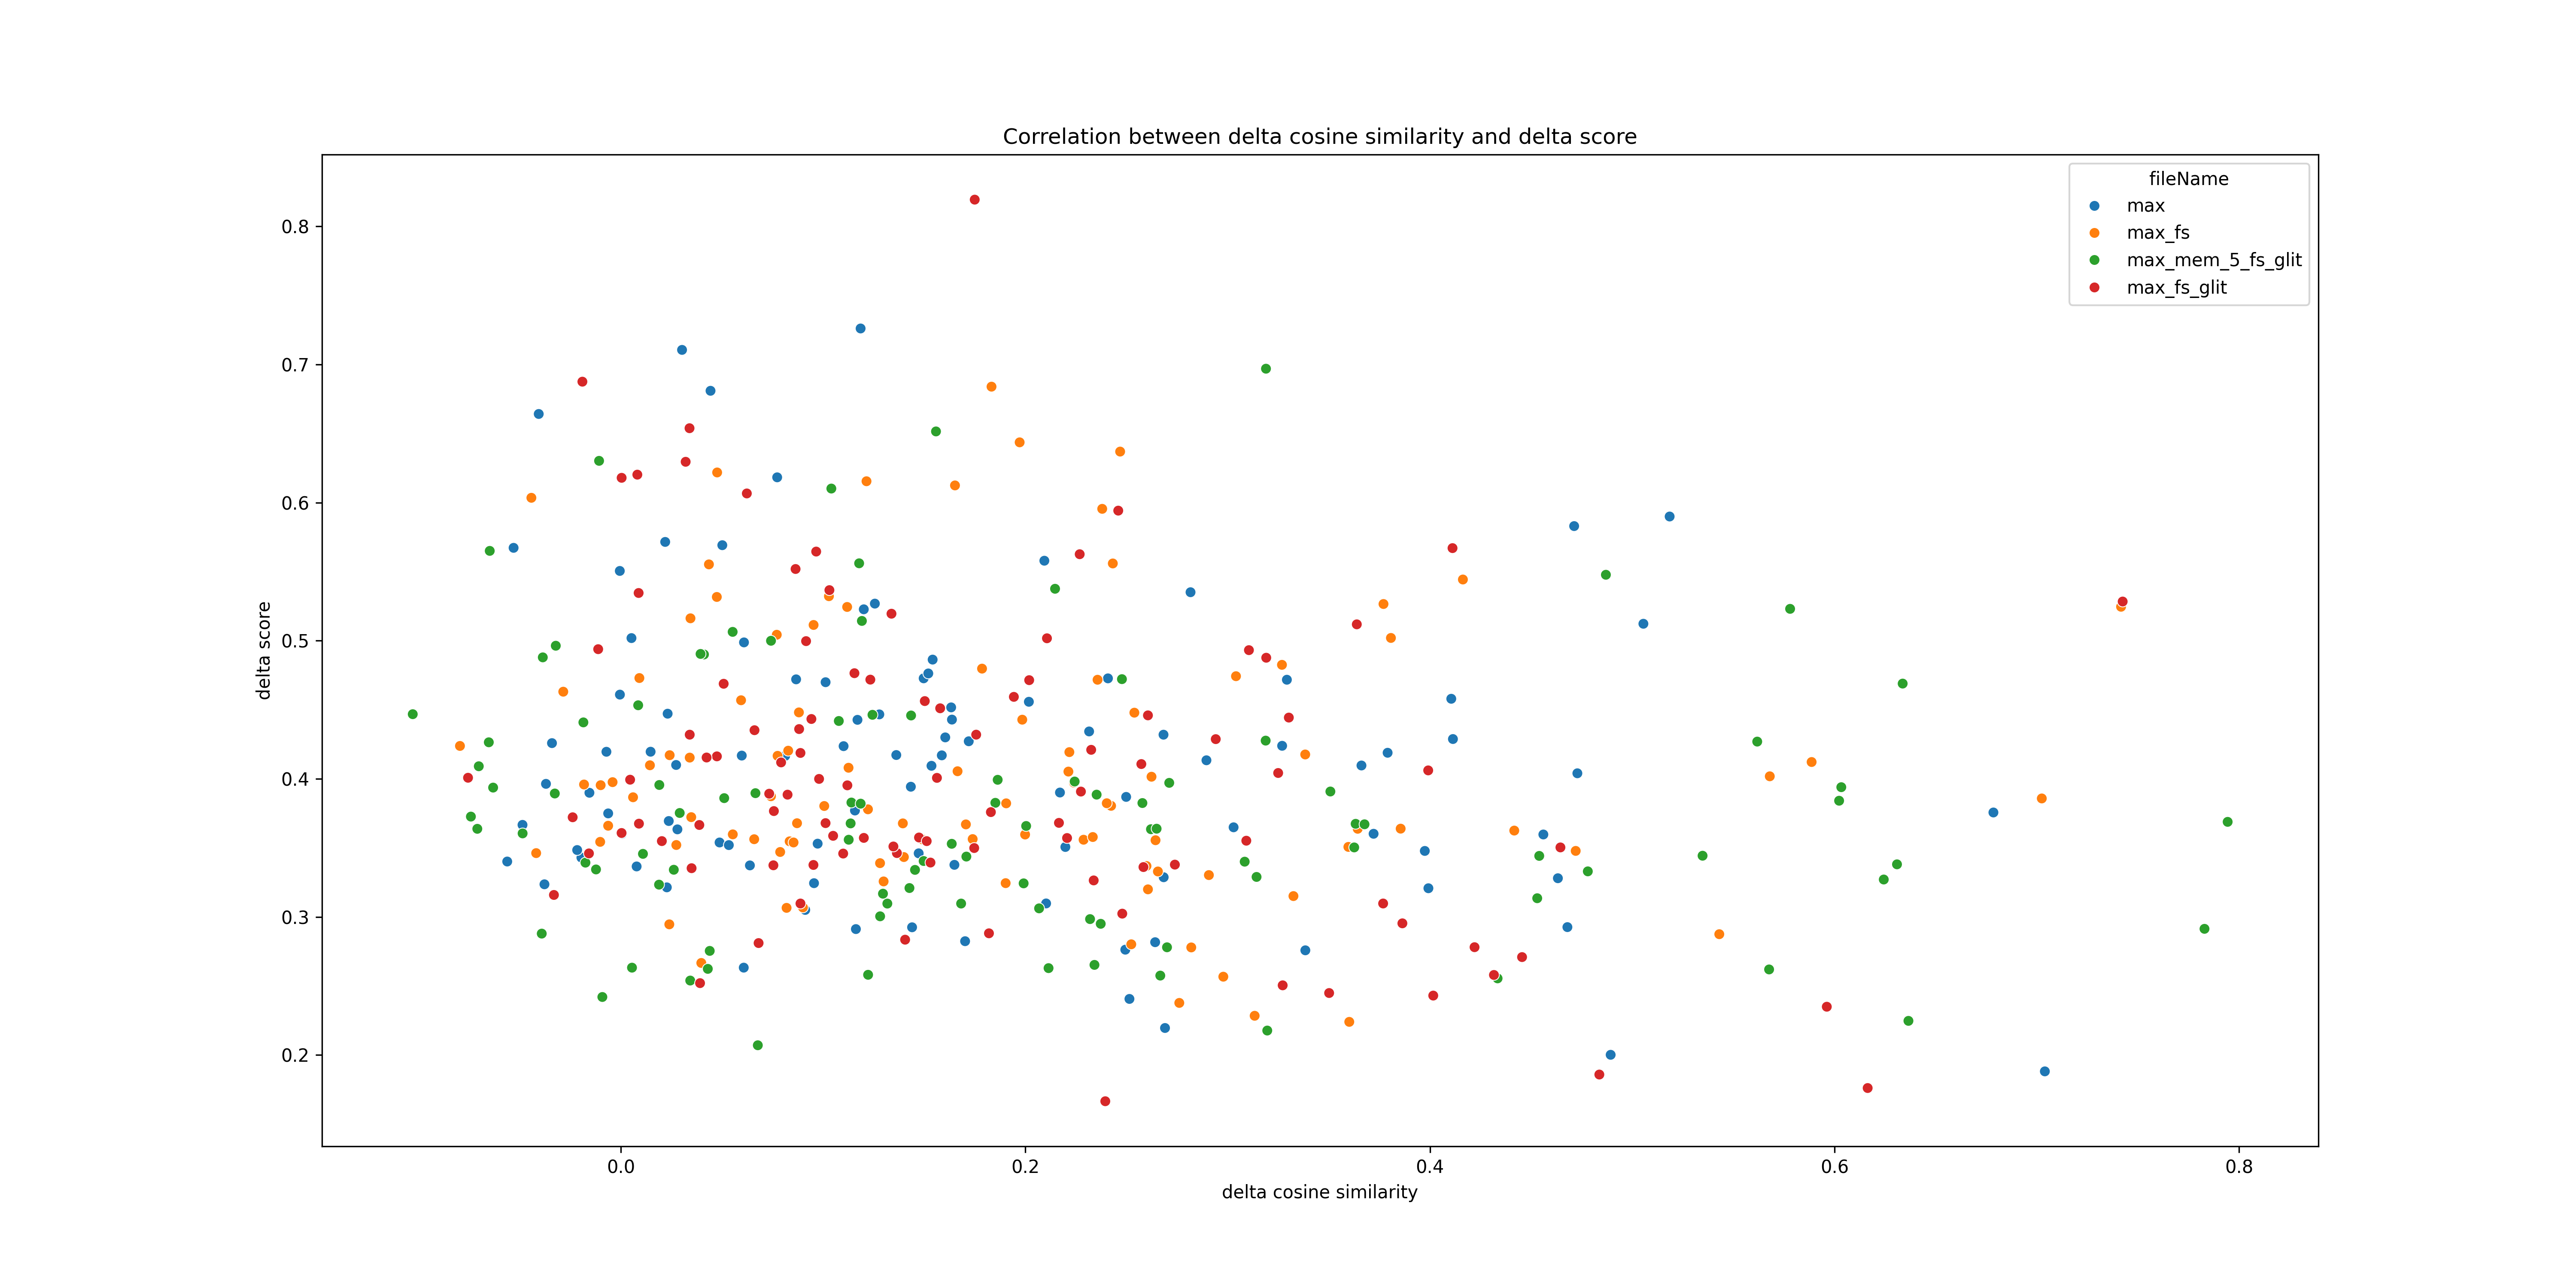 Correlation between delta cosine similarity and delta score
fileName
max
max_fs
max_mem_5_fs_glit
max_fs_glit
delta score
0.8
0.7
0.6
0.5
0.4
0.3
0.2
0.0
0.2
0.4
0.6
0.8
delta cosine similarity